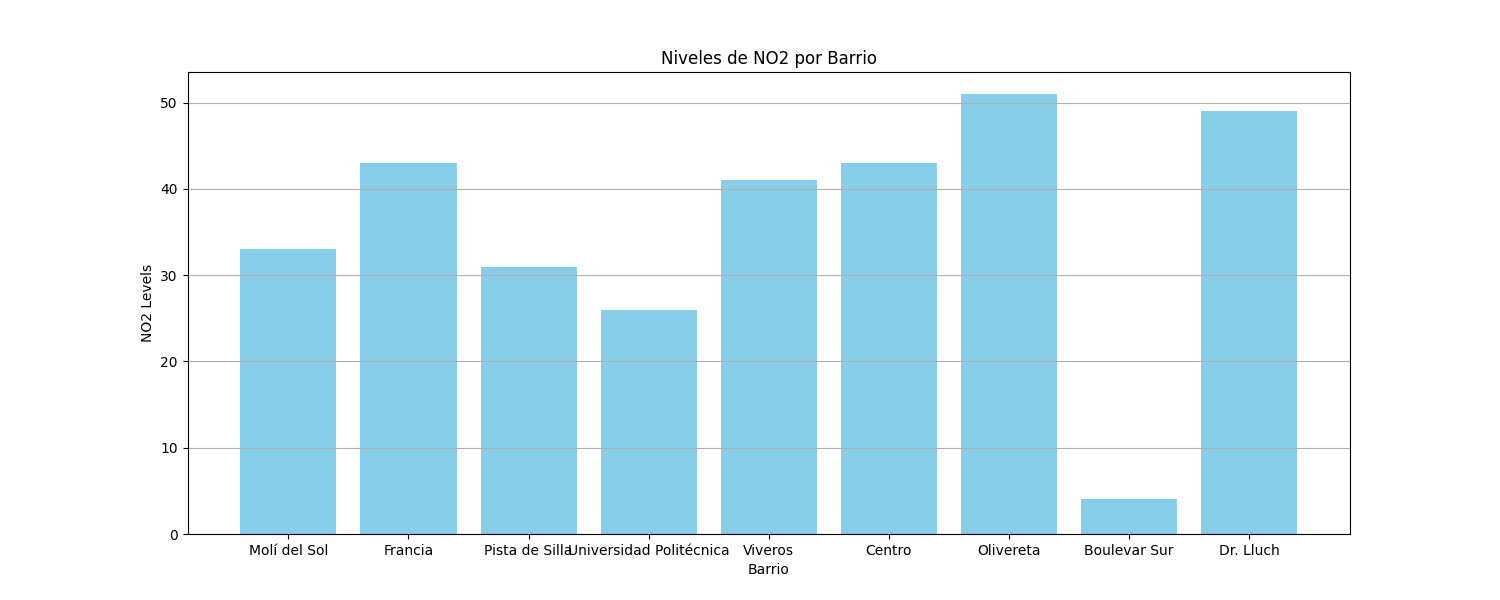 Niveles de NO2 por Barrio
50
40
30
20
10
0
NO2 Levels
Molí del Sol Francia Pista de Silla Universidad Politécnica Viveros Centro Olivereta Boulevar Sur Dr. Lluch
Barrio